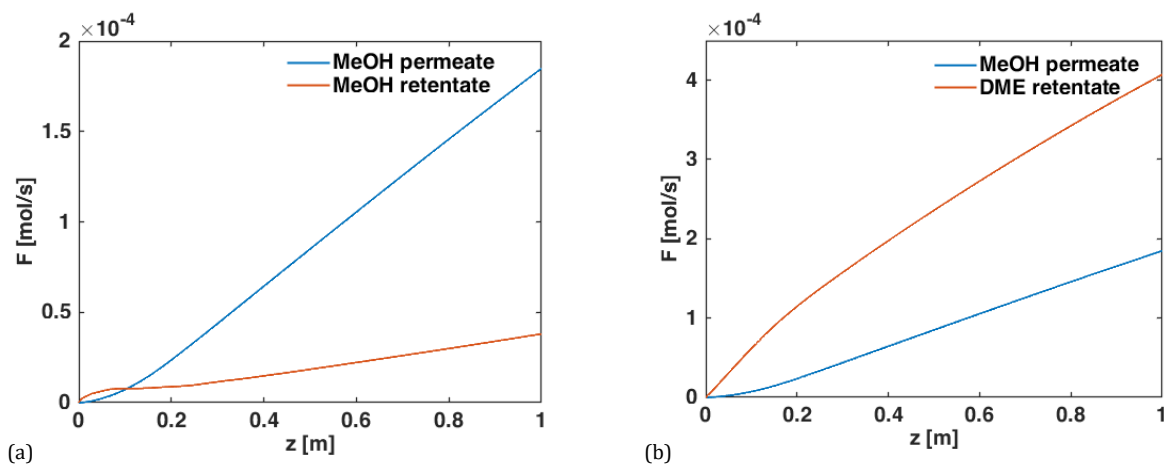 ×10⁻⁴
2
1.5
1
0.5
0
F [mol/s]
MeOH permeate
MeOH retentate
0 0.2 0.4 0.6 0.8 1
z [m]
(a)
×10⁻⁴
4
3
2
1
0
F [mol/s]
MeOH permeate
DME retentate
0 0.2 0.4 0.6 0.8 1
z [m]
(b)